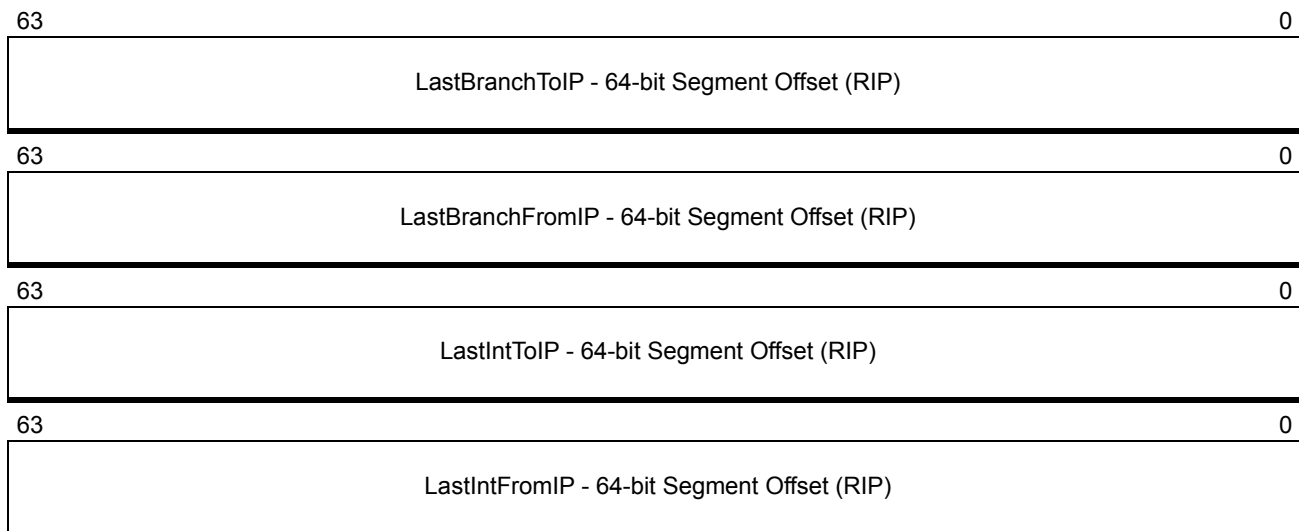 63 0
LastBranchToIP - 64-bit Segment Offset (RIP)
63 0
LastBranchFromIP - 64-bit Segment Offset (RIP)
63 0
LastIntToIP - 64-bit Segment Offset (RIP)
63 0
LastIntFromIP - 64-bit Segment Offset (RIP)